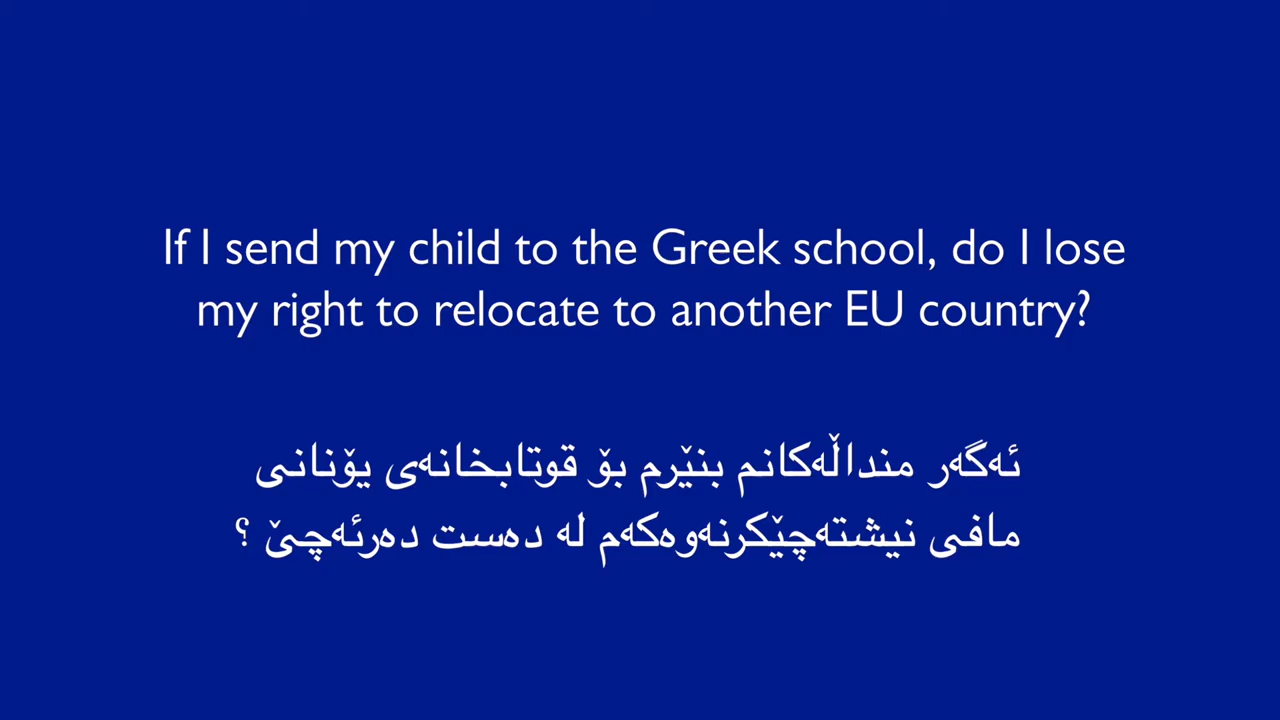 If I send my child to the Greek school, do I lose
my right to relocate to another EU country?
ئەگەر منداڵەکانم بنێرم بۆ قوتابخانەی یۆنانی
مافی نیشتەچێکرنەوەکەم لە دەست دەرئەچێ ؟